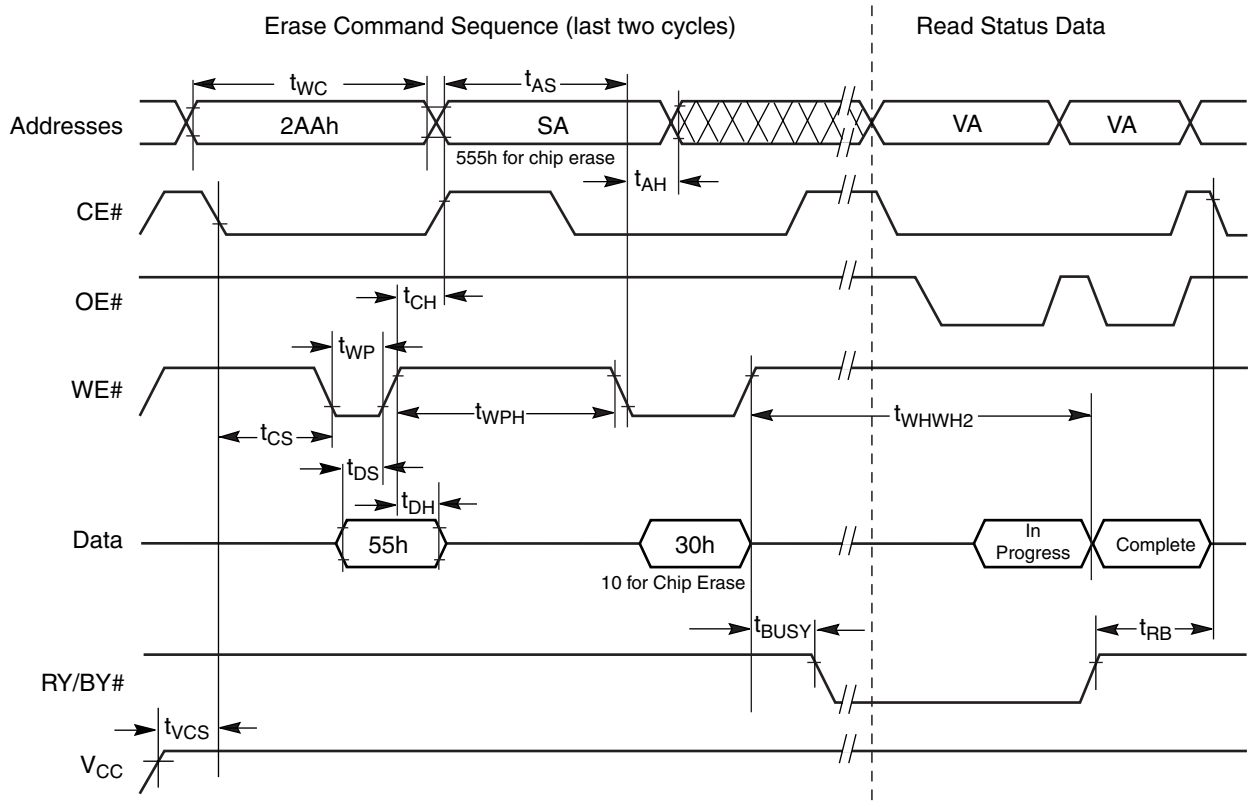 Erase Command Sequence (last two cycles)
Read Status Data
tWC
tAS
Addresses
2AAh
SA
VA
VA
555h for chip erase
tAH
CE#
OE#
tCH
tWP
WE#
tWPH
tWHWH2
tCS
tDS
tDH
Data
55h
30h
In
Progress
Complete
10 for Chip Erase
tBUSY
tRB
RY/BY#
tVCS
VCC